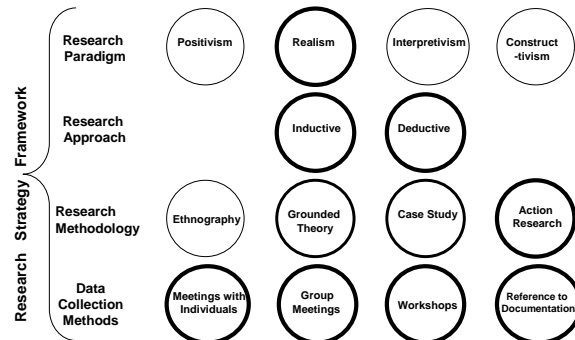 Research Strategy Framework
Research
Paradigm
Positivism
Realism
Interpretivism
Construct
-tivism
Research
Approach
Inductive
Deductive
Research
Methodology
Ethnography
Grounded
Theory
Case Study
Action
Research
Data
Collection
Methods
Meetings with
Individuals
Group
Meetings
Workshops
Reference to
Documentation